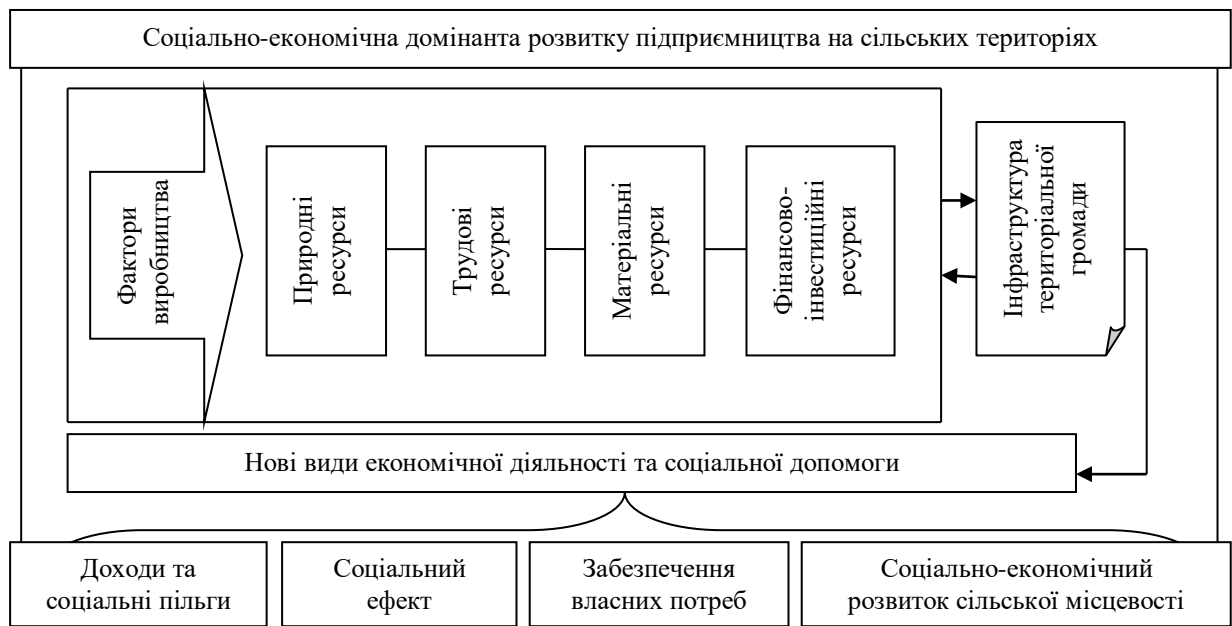 Соціально-економічна домінанта розвитку підприємництва на сільських територіях
Фактори
виробництва
Природні
ресурси
Трудові
ресурси
Матеріальні
ресурси
Фінансово-
інвестиційні
ресурси
Інфраструктура
територіальної
громади
Нові види економічної діяльності та соціальної допомоги
Доходи та
соціальні пільги
Соціальний
ефект
Забезпечення
власних потреб
Соціально-економічний
розвиток сільської місцевості